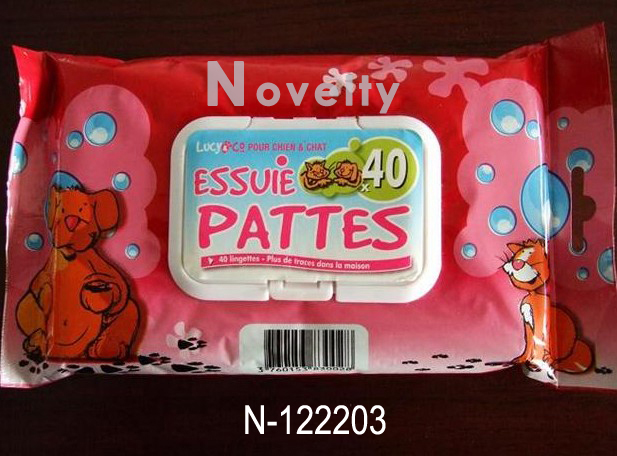 Novelty
Lucy&Co POUR CHIEN & CHAT
ESSUIE
x40
PATTES
40 lingettes - Plus de traces dans la maison
N-122203